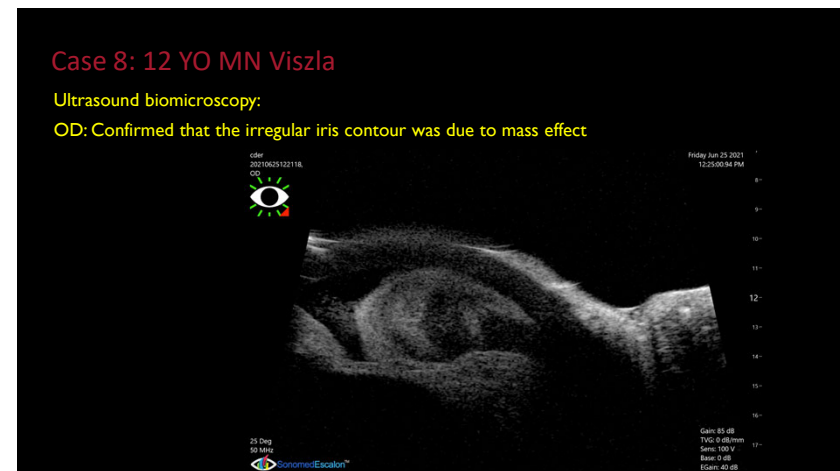 Case 8: 12 YO MN Viszla
Ultrasound biomicroscopy:
OD: Confirmed that the irregular iris contour was due to mass effect
cder
20210625122118,
OD
Friday Jun 25 2021
12:25:00.94 PM
8-
9-
10-
11-
12-
13-
14-
15-
16-
17-
25 Deg
50 MHz
SonomedEscalon™
Gain: 85 dB
TVG: 0 dB/mm
Sens: 100 V
Base: 0 dB
EGain: 40 dB